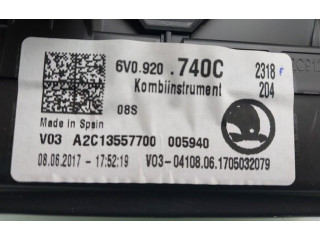 6V0.920 .740C 2318 F
Kombiinstrument 204
08S
Made in Spain
V03 A2C13557700 005940
08.06.2017 - 17:52:19 V03-04108.06.1705032079